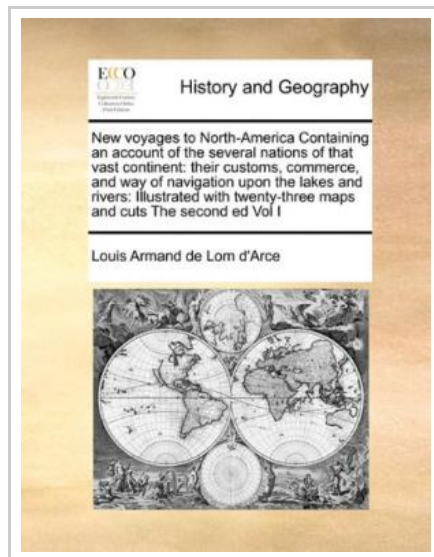 ECCO
History and Geography
New voyages to North-America Containing
an account of the several nations of that
vast continent: their customs, commerce,
and way of navigation upon the lakes and
rivers: Illustrated with twenty-three maps
and cuts The second ed Vol I
Louis Armand de Lom d'Arce